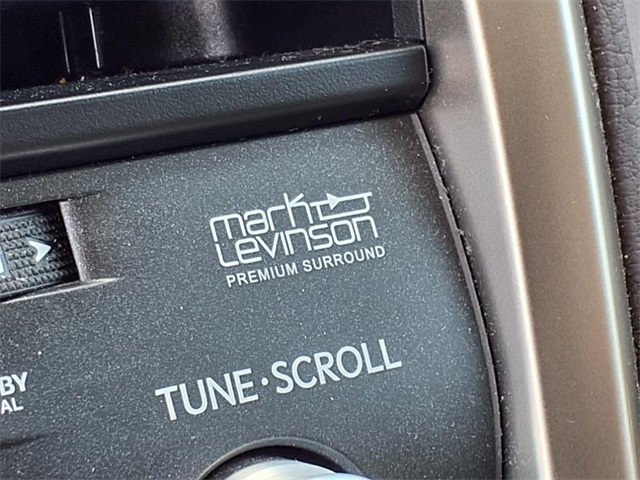 mark
LEVINSON
PREMIUM SURROUND
TUNE·SCROLL
BY
AL